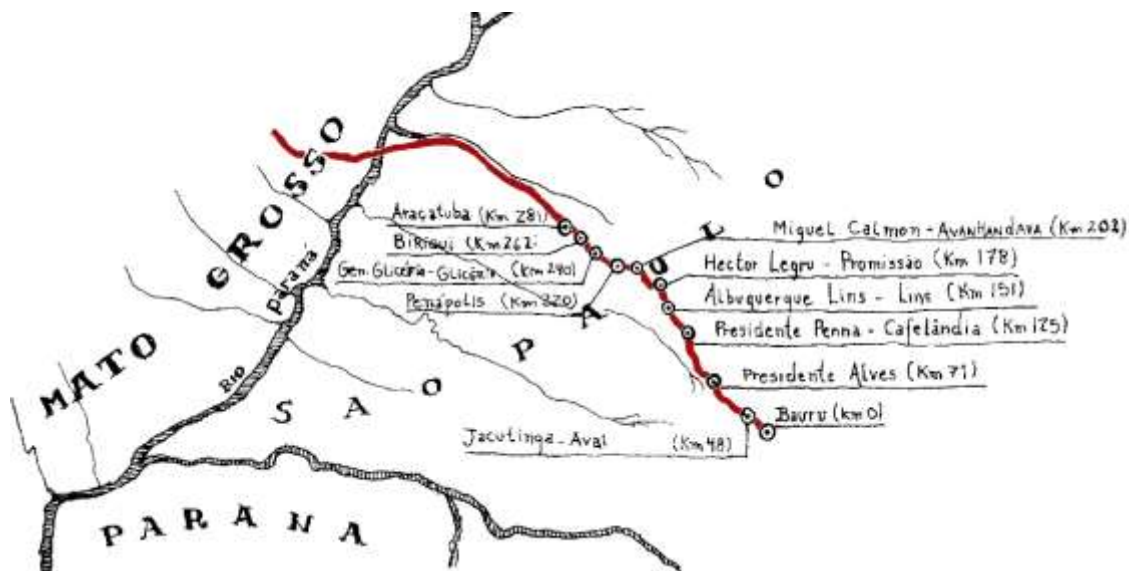 MATO GROSSO
SÃO PAULO
PARANA
RIO paraná
Araçatuba (Km 281)
Birigui (Km 262)
Gen. Glicério - Glicério (Km 240)
Penápolis (Km 220)
Miguel Calmon - Avanhandava (Km 202)
Hector Legru - Promissão (Km 178)
Albuquerque Lins - Lins (Km 151)
Presidente Penna - Cafelândia (Km 125)
Presidente Alves (Km 71)
Bauru (km 0)
Jacutinga - Avaí (Km 48)